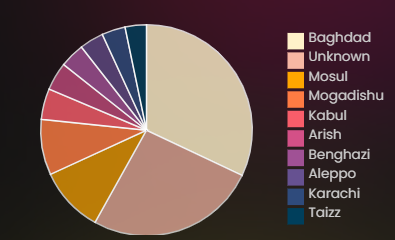 Baghdad
Unknown
Mosul
Mogadishu
Kabul
Arish
Benghazi
Aleppo
Karachi
Taizz